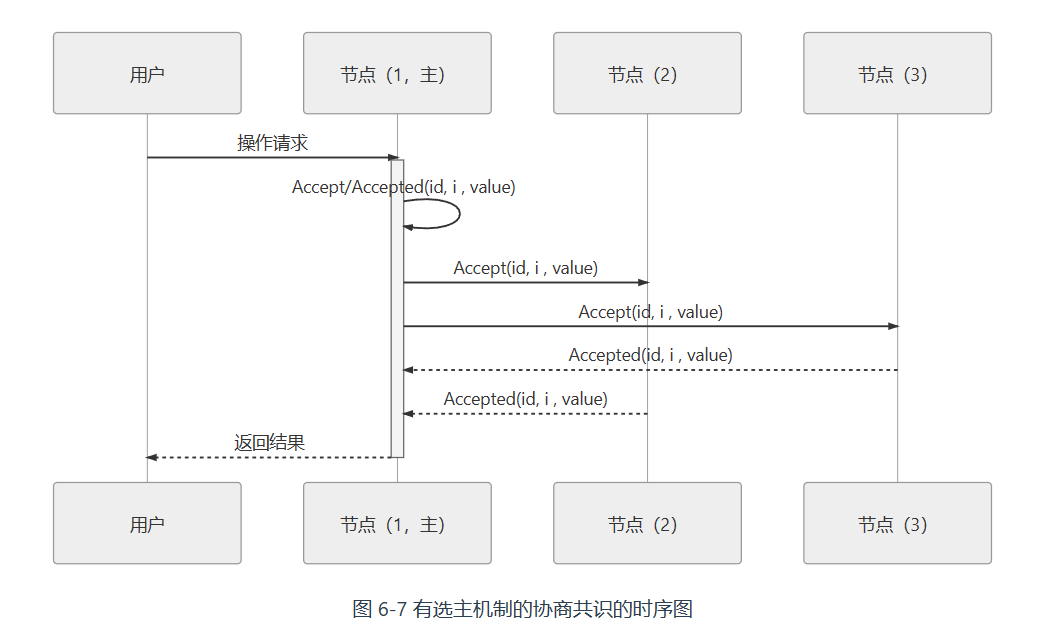 用户
节点（1，主）
节点（2）
节点（3）
操作请求
Accept/Accepted(id, i , value)
Accept(id, i , value)
Accept(id, i , value)
Accepted(id, i , value)
Accepted(id, i , value)
返回结果
用户
节点（1，主）
节点（2）
节点（3）
图 6-7 有选主机制的协商共识的时序图